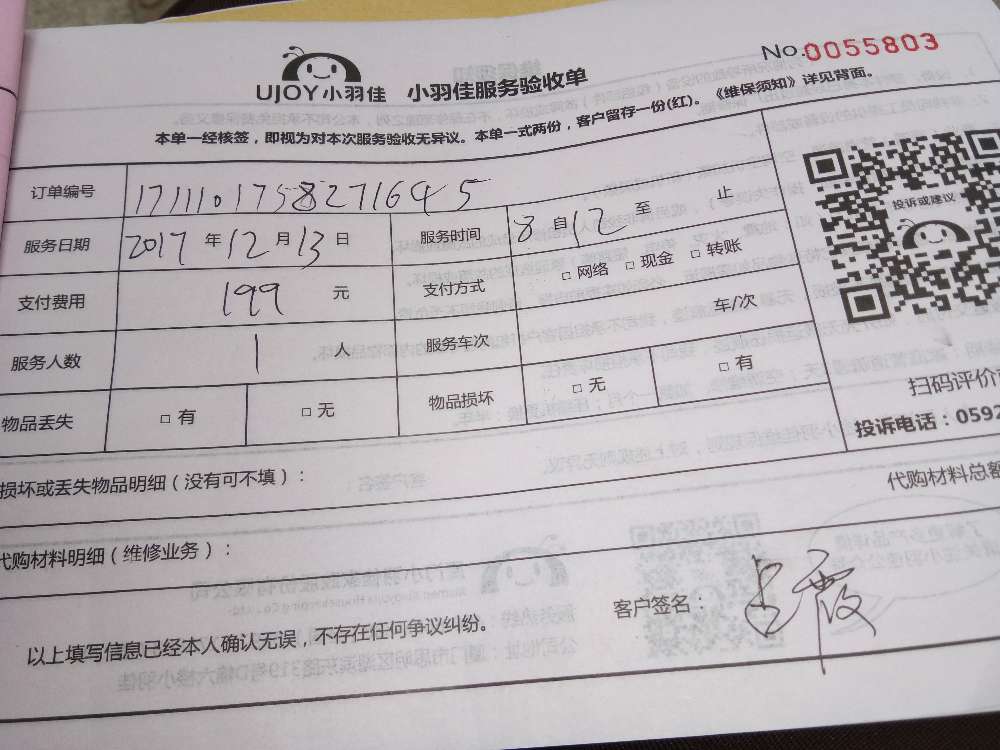 No.0055803
UJOY小羽佳 小羽佳服务验收单
本单一经核签，即视为对本次服务验收无异议。本单一式两份，客户留存一份(红)。《维保须知》详见背面。
订单编号 1711101758271645
服务日期 2017 年 12 月 13 日 服务时间 8 自 12 至 止
支付费用 199 元 支付方式 □ 网络 □ 现金 □ 转账
服务人数 1 人 服务车次 车/次
物品丢失 □ 有 □ 无 物品损坏 □ 无 □ 有
投诉或建议
扫码评价
投诉电话：0592
损坏或丢失物品明细（没有可不填）：
代购材料总额
代购材料明细（维修业务）：
以上填写信息已经本人确认无误，不存在任何争议纠纷。
客户签名：